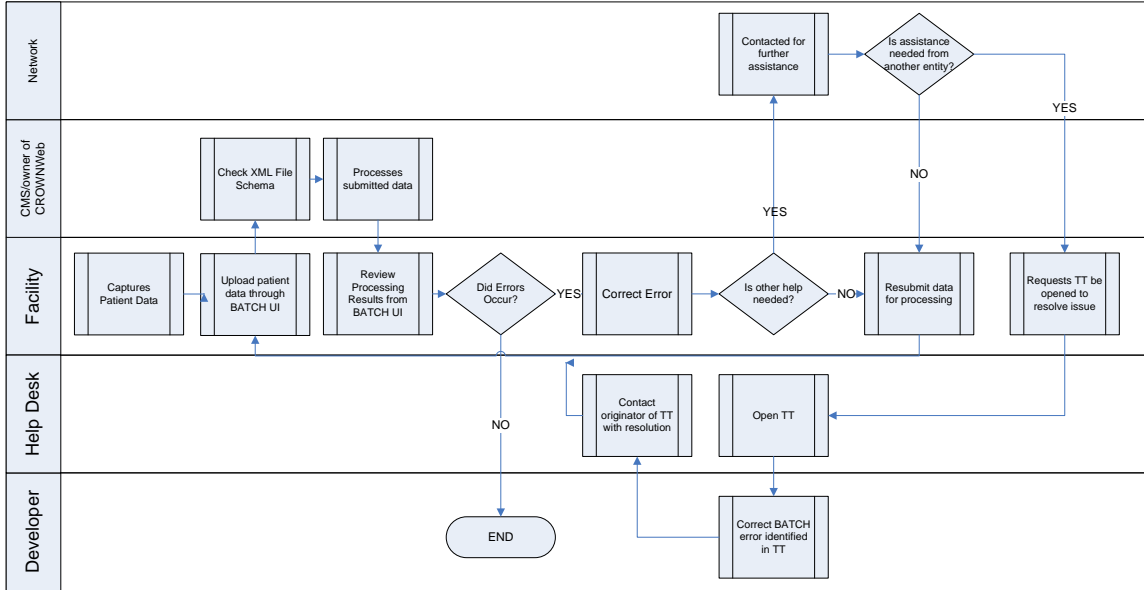 Network
Contacted for
further
assistance
Is assistance
needed from
another entity?
YES
CMS/owner of
CROWNWeb
Check XML File
Schema
Processes
submitted data
NO
YES
Facility
Captures
Patient Data
Upload patient
data through
BATCH UI
Review
Processing
Results from
BATCH UI
Did Errors
Occur?
YES
Correct Error
Is other help
needed?
NO
Resubmit data
for processing
Requests TT be
opened to
resolve issue
Help Desk
Contact
originator of TT
with resolution
Open TT
NO
Developer
END
Correct BATCH
error identified
in TT